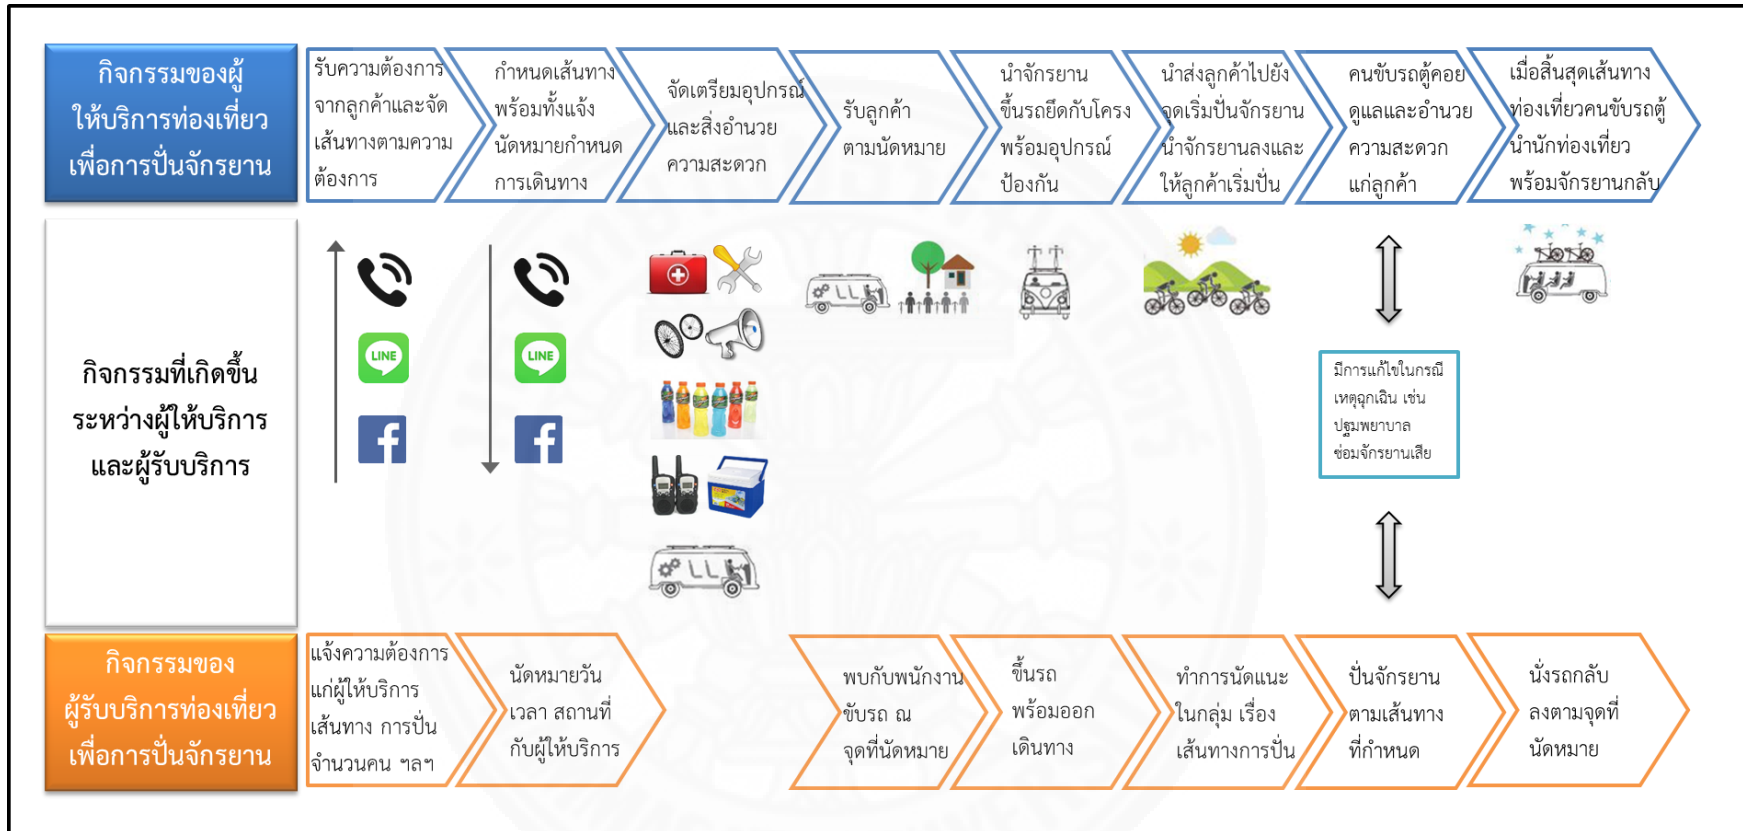 กิจกรรมของผู้
ให้บริการท่องเที่ยว
เพื่อการปั่นจักรยาน
รับความต้องการ
จากลูกค้าและจัด
เส้นทางตามความ
ต้องการ
กำหนดเส้นทาง
พร้อมทั้งแจ้ง
นัดหมายกำหนด
การเดินทาง
จัดเตรียมอุปกรณ์
และสิ่งอำนวย
ความสะดวก
รับลูกค้า
ตามนัดหมาย
นำจักรยาน
ขึ้นรถยึดกับโครง
พร้อมอุปกรณ์
ป้องกัน
นำส่งลูกค้าไปยัง
จุดเริ่มปั่นจักรยาน
นำจักรยานลงและ
ให้ลูกค้าเริ่มปั่น
คนขับรถตู้คอย
ดูแลและอำนวย
ความสะดวก
แก่ลูกค้า
เมื่อสิ้นสุดเส้นทาง
ท่องเที่ยวคนขับรถตู้
นำนักท่องเที่ยว
พร้อมจักรยานกลับ
กิจกรรมที่เกิดขึ้น
ระหว่างผู้ให้บริการ
และผู้รับบริการ
LINE
LINE
มีการแก้ไขในกรณี
เหตุฉุกเฉิน เช่น
ปฐมพยาบาล
ซ่อมจักรยานเสีย
กิจกรรมของ
ผู้รับบริการท่องเที่ยว
เพื่อการปั่นจักรยาน
แจ้งความต้องการ
แก่ผู้ให้บริการ
เส้นทาง การปั่น
จำนวนคน ฯลฯ
นัดหมายวัน
เวลา สถานที่
กับผู้ให้บริการ
พบกับพนักงาน
ขับรถ ณ
จุดที่นัดหมาย
ขึ้นรถ
พร้อมออก
เดินทาง
ทำการนัดแนะ
ในกลุ่ม เรื่อง
เส้นทางการปั่น
ปั่นจักรยาน
ตามเส้นทาง
ที่กำหนด
นั่งรถกลับ
ลงตามจุดที่
นัดหมาย